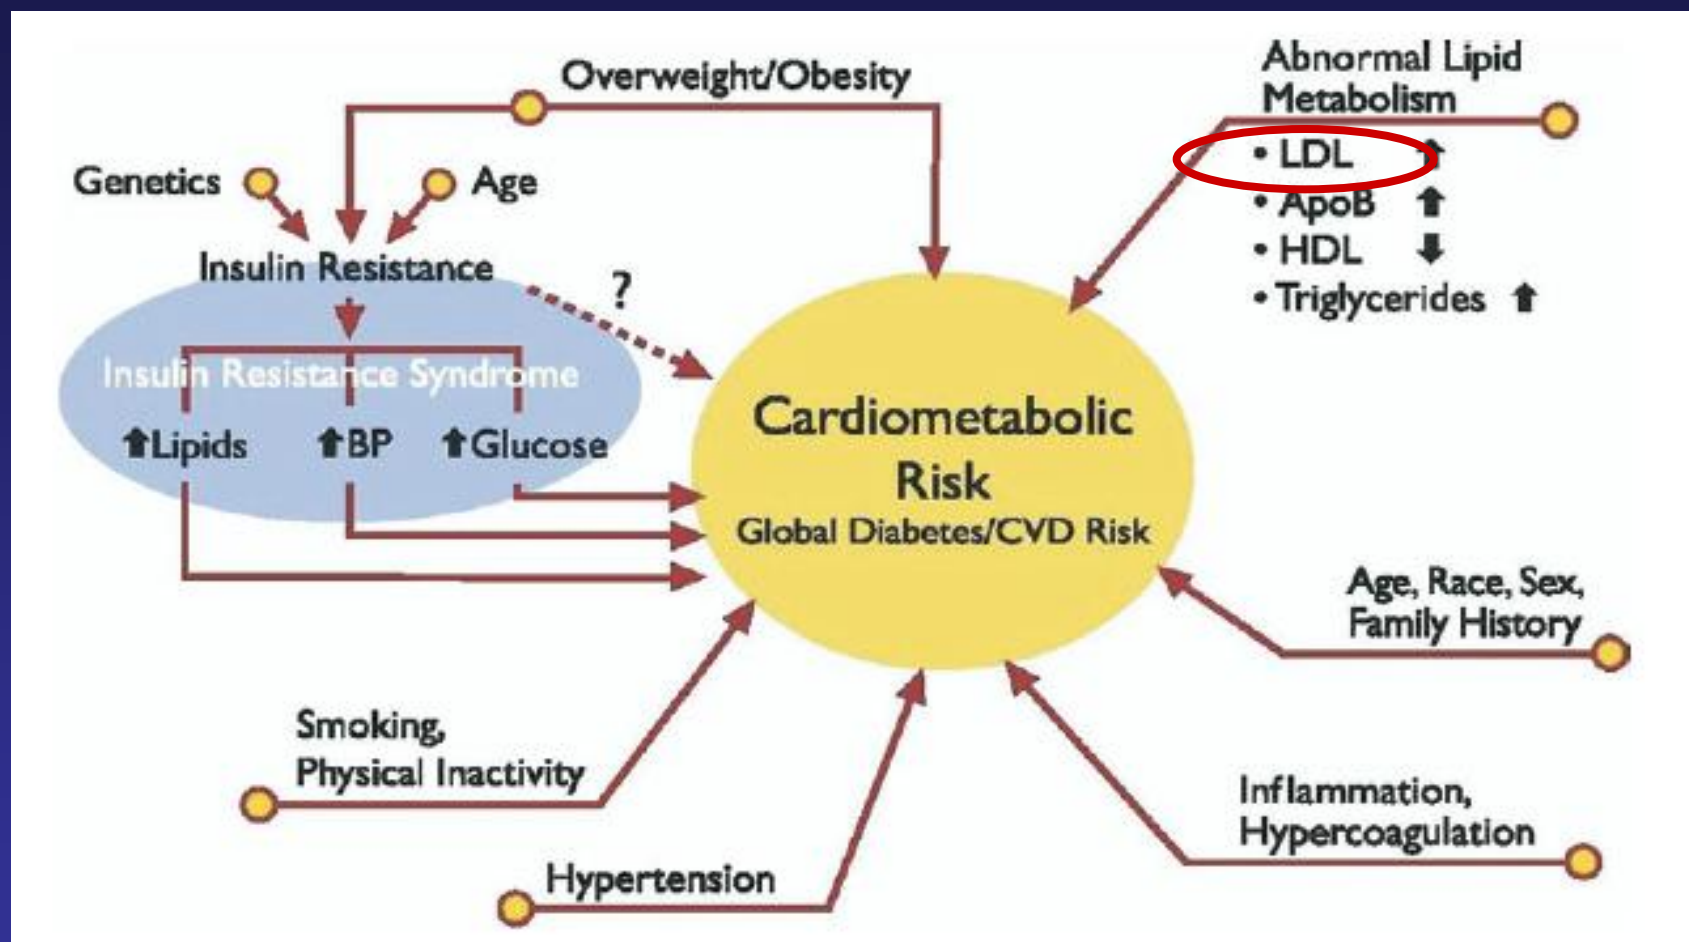 Overweight/Obesity
Abnormal Lipid
Metabolism
• LDL ⬆
• ApoB ⬆
• HDL ⬇
• Triglycerides ⬆
Genetics
Age
Insulin Resistance
?
Insulin Resistance Syndrome
⬆Lipids ⬆BP ⬆Glucose
Cardiometabolic
Risk
Global Diabetes/CVD Risk
Age, Race, Sex,
Family History
Smoking,
Physical Inactivity
Inflammation,
Hypercoagulation
Hypertension